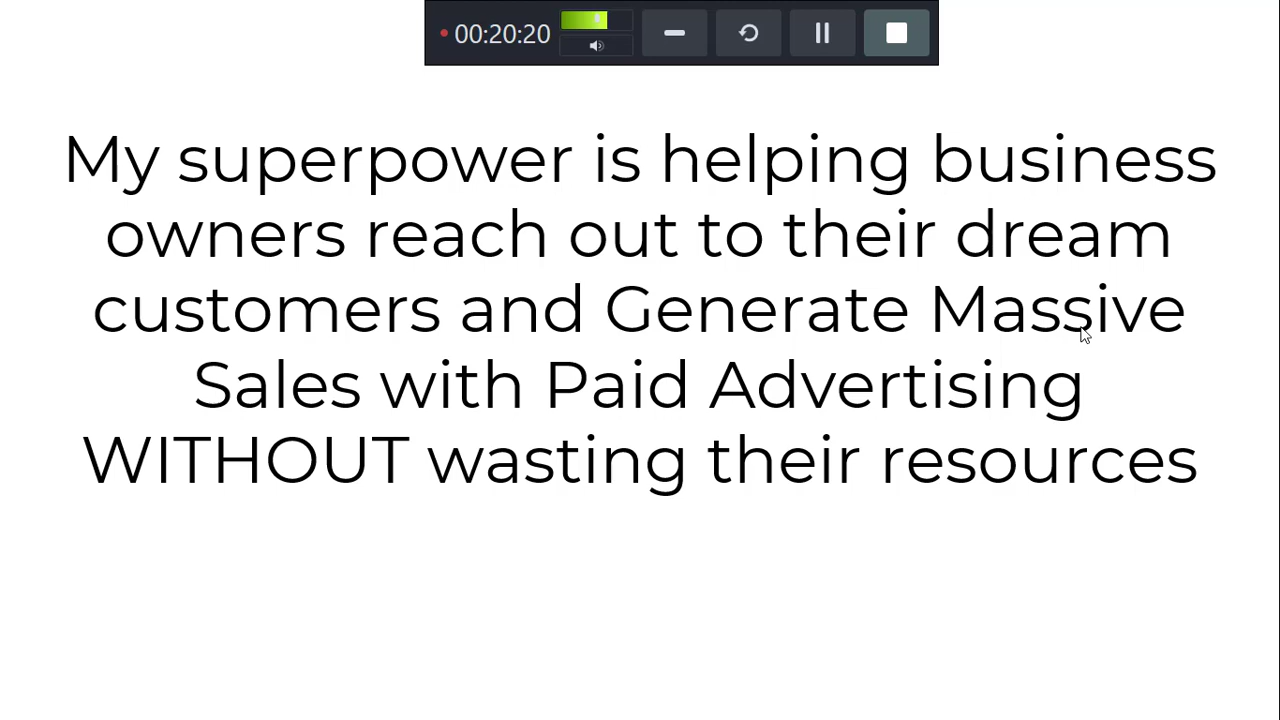 00:20:20
My superpower is helping business
owners reach out to their dream
customers and Generate Massive
Sales with Paid Advertising
WITHOUT wasting their resources